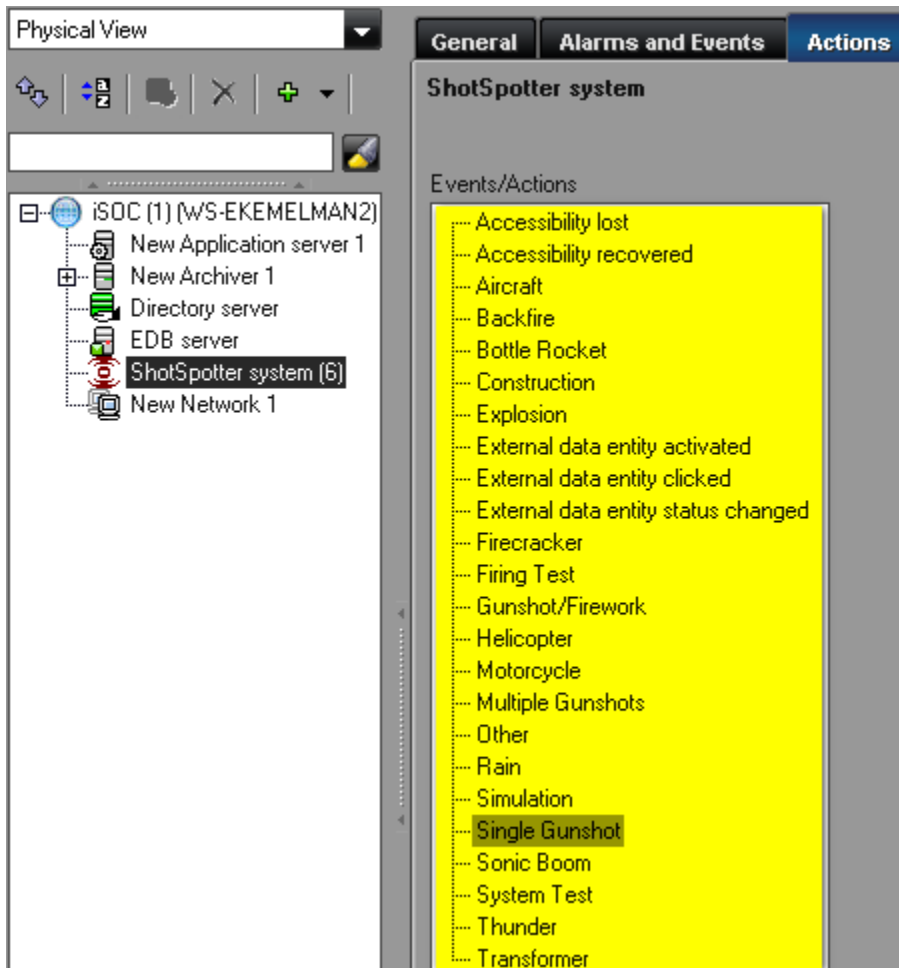 Physical View
General
Alarms and Events
Actions
ShotSpotter system
Events/Actions
iSOC (1) (WS-EKEMELMAN2)
New Application server 1
New Archiver 1
Directory server
EDB server
ShotSpotter system (6)
New Network 1
Accessibility lost
Accessibility recovered
Aircraft
Backfire
Bottle Rocket
Construction
Explosion
External data entity activated
External data entity clicked
External data entity status changed
Firecracker
Firing Test
Gunshot/Firework
Helicopter
Motorcycle
Multiple Gunshots
Other
Rain
Simulation
Single Gunshot
Sonic Boom
System Test
Thunder
Transformer